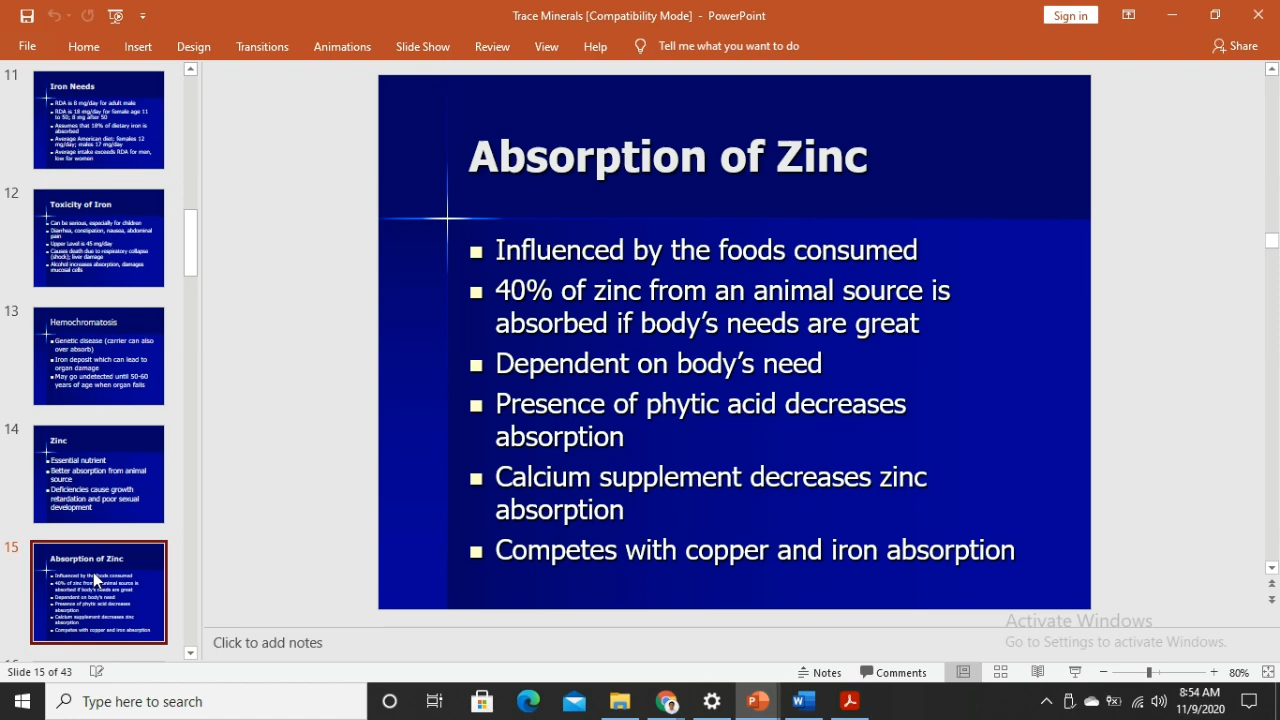 Trace Minerals [Compatibility Mode] - PowerPoint
Sign in
File Home Insert Design Transitions Animations Slide Show Review View Help Tell me what you want to do Share
11
Iron Needs
RDA is 8 mg/day for adult male
RDA is 18 mg/day for female age 11
to 50; 8 mg after 50
Assumes that 18% of dietary iron is
absorbed
Average American diet: females 12
mg/day; males 17 mg/day
Average intake exceeds RDA for men,
low for women
12
Toxicity of Iron
Can be serious, especially for children
Diarrhea, constipation, nausea, abdominal
pain
Upper Level is 45 mg/day
Causes death due to respiratory collapse
(shock); liver damage
Alcohol increases absorption, damages
mucosal cells
13
Hemochromatosis
Genetic disease (carrier can also
over absorb)
Iron deposit which can lead to
organ damage
May go undetected until 50-60
years of age when organ fails
14
Zinc
Essential nutrient
Better absorption from animal
source
Deficiencies cause growth
retardation and poor sexual
development
15
Absorption of Zinc
Influenced by the foods consumed
40% of zinc from an animal source is
absorbed if body's needs are great
Dependent on body's need
Presence of phytic acid decreases
absorption
Calcium supplement decreases zinc
absorption
Competes with copper and iron absorption
Absorption of Zinc
Influenced by the foods consumed
40% of zinc from an animal source is
absorbed if body’s needs are great
Dependent on body’s need
Presence of phytic acid decreases
absorption
Calcium supplement decreases zinc
absorption
Competes with copper and iron absorption
Click to add notes
Activate Windows
Go to Settings to activate Windows.
Slide 15 of 43
Notes Comments 80%
Type here to search
8:54 AM
11/9/2020